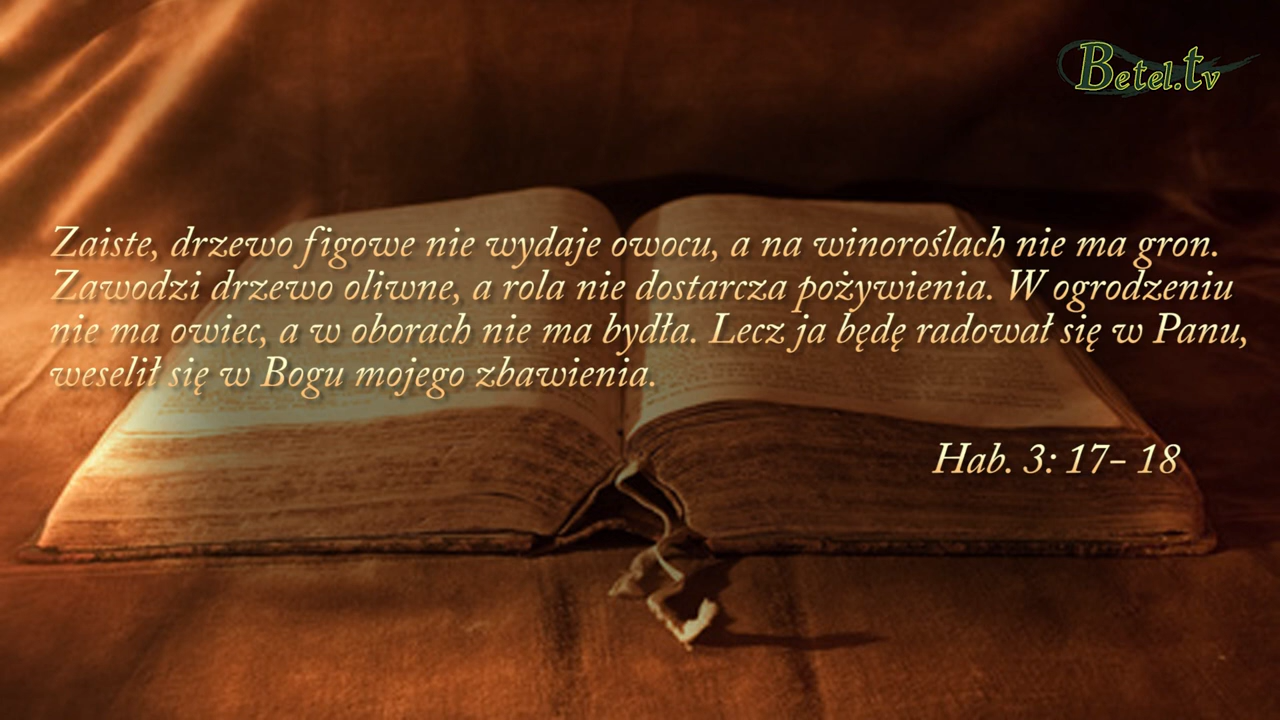 Betel.tv
Zaiste, drzewo figowe nie wydaje owocu, a na winoroślach nie ma gron.
Zawodzi drzewo oliwne, a rola nie dostarcza pożywienia. W ogrodzeniu
nie ma owiec, a w oborach nie ma bydła. Lecz ja będę radował się w Panu,
weselił się w Bogu mojego zbawienia.
Hab. 3: 17- 18